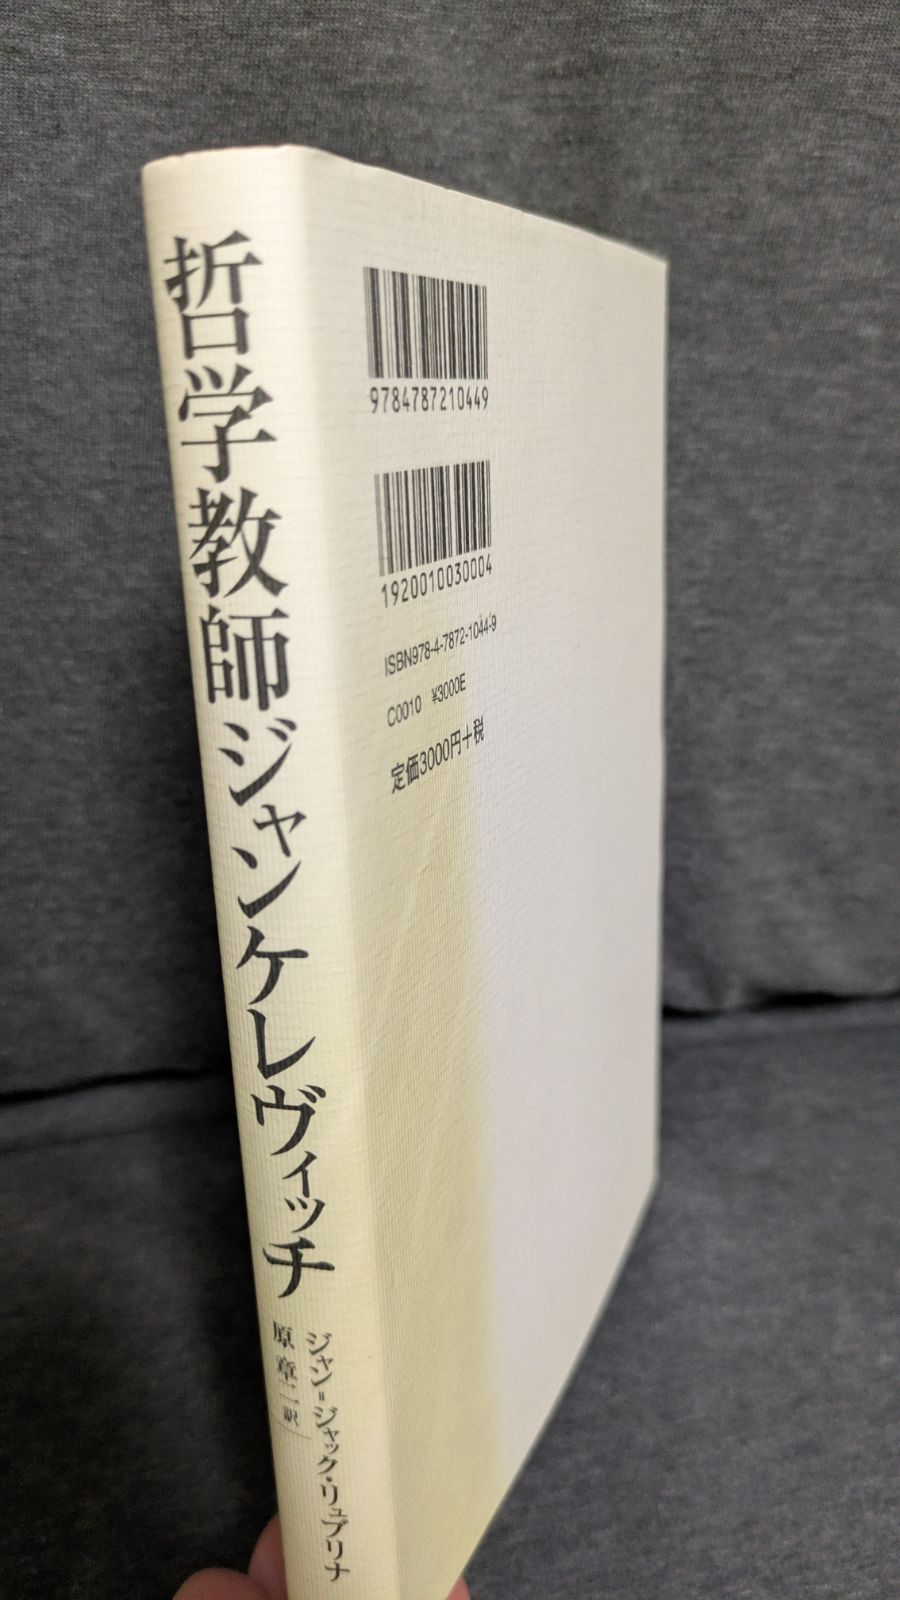 哲学教師ジャンケレヴィッチ
ジャン=ジャック・リュブリナ
原 章二 訳
9784787210449
1920010030004
ISBN978-4-7872-1044-9
C0010 ¥3000E
定価3000円+税